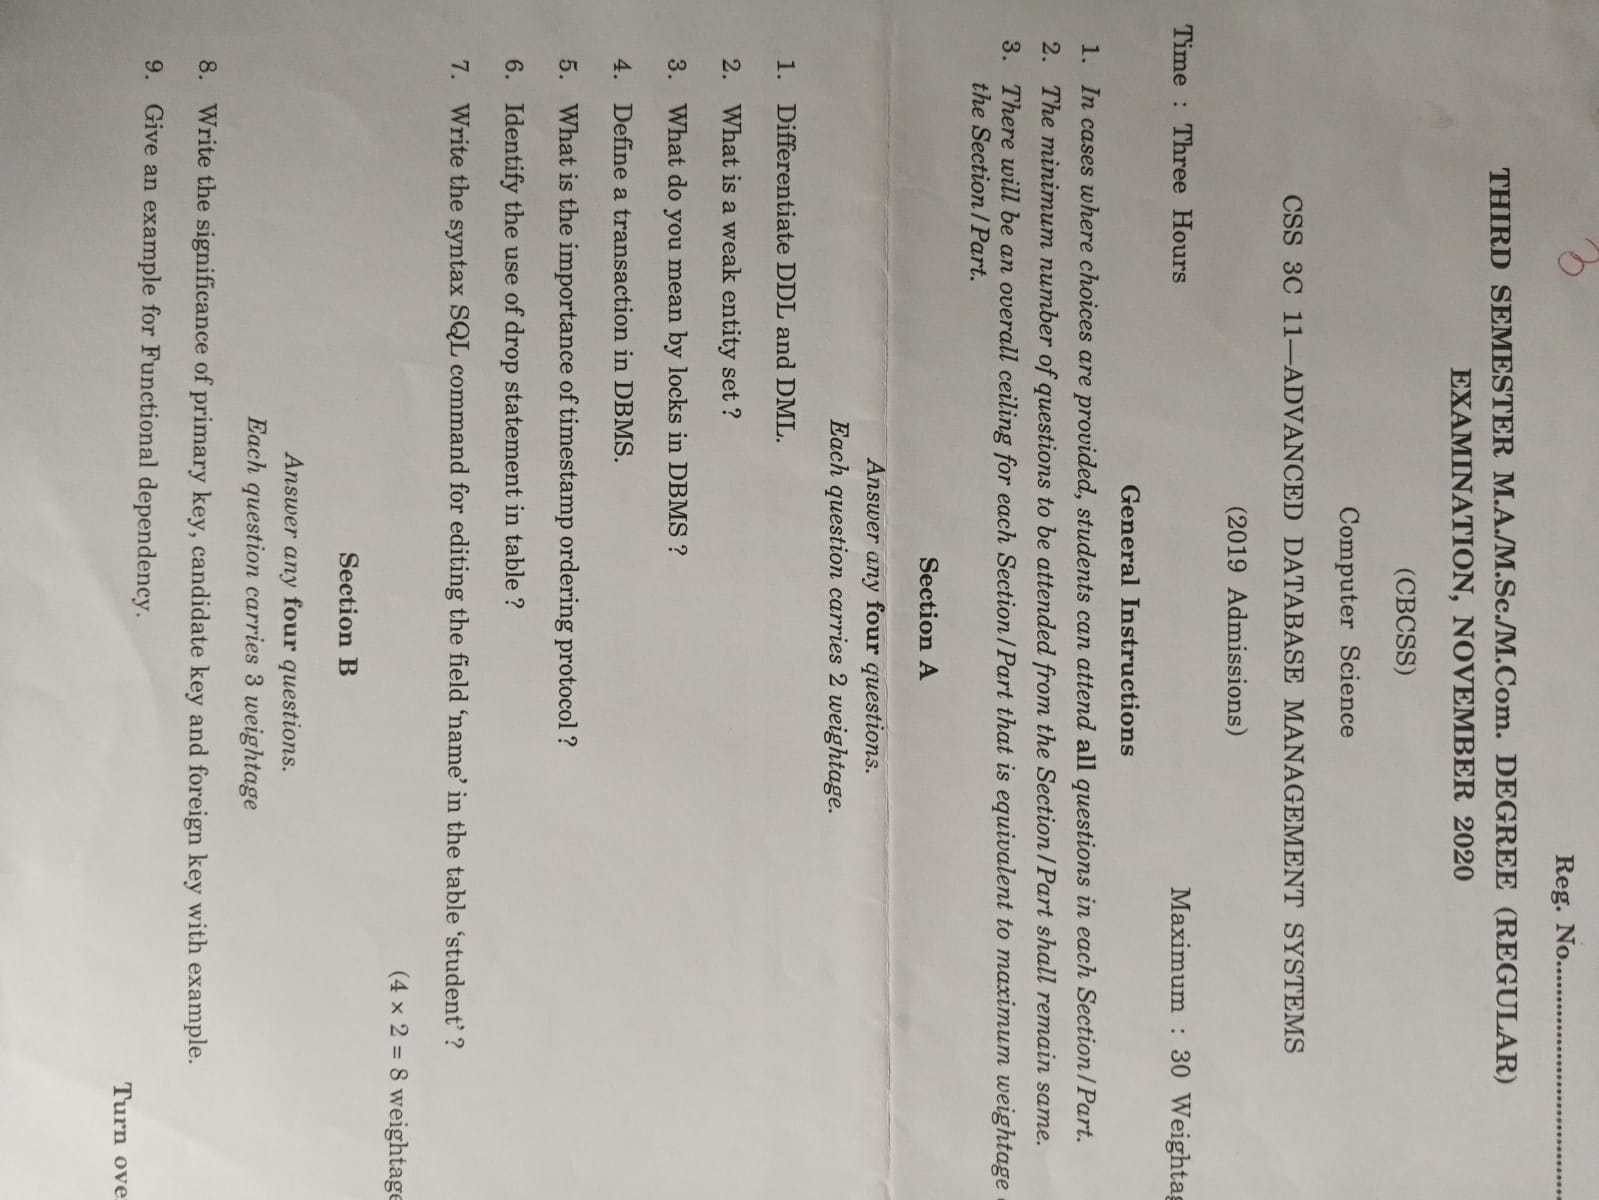 3
Reg. No.............................
THIRD SEMESTER M.A./M.Sc./M.Com. DEGREE (REGULAR)
EXAMINATION, NOVEMBER 2020
(CBCSS)
Computer Science
CSS 3C 11—ADVANCED DATABASE MANAGEMENT SYSTEMS
(2019 Admissions)
Time : Three Hours Maximum : 30 Weightag
General Instructions
1. In cases where choices are provided, students can attend all questions in each Section/Part.
2. The minimum number of questions to be attended from the Section/Part shall remain same.
3. There will be an overall ceiling for each Section/Part that is equivalent to maximum weightage
the Section/Part.
Section A
Answer any four questions.
Each question carries 2 weightage.
1. Differentiate DDL and DML.
2. What is a weak entity set ?
3. What do you mean by locks in DBMS ?
4. Define a transaction in DBMS.
5. What is the importance of timestamp ordering protocol ?
6. Identify the use of drop statement in table ?
7. Write the syntax SQL command for editing the field ‘name’ in the table ‘student’ ?
(4 × 2 = 8 weightage
Section B
Answer any four questions.
Each question carries 3 weightage
8. Write the significance of primary key, candidate key and foreign key with example.
9. Give an example for Functional dependency.
Turn ove